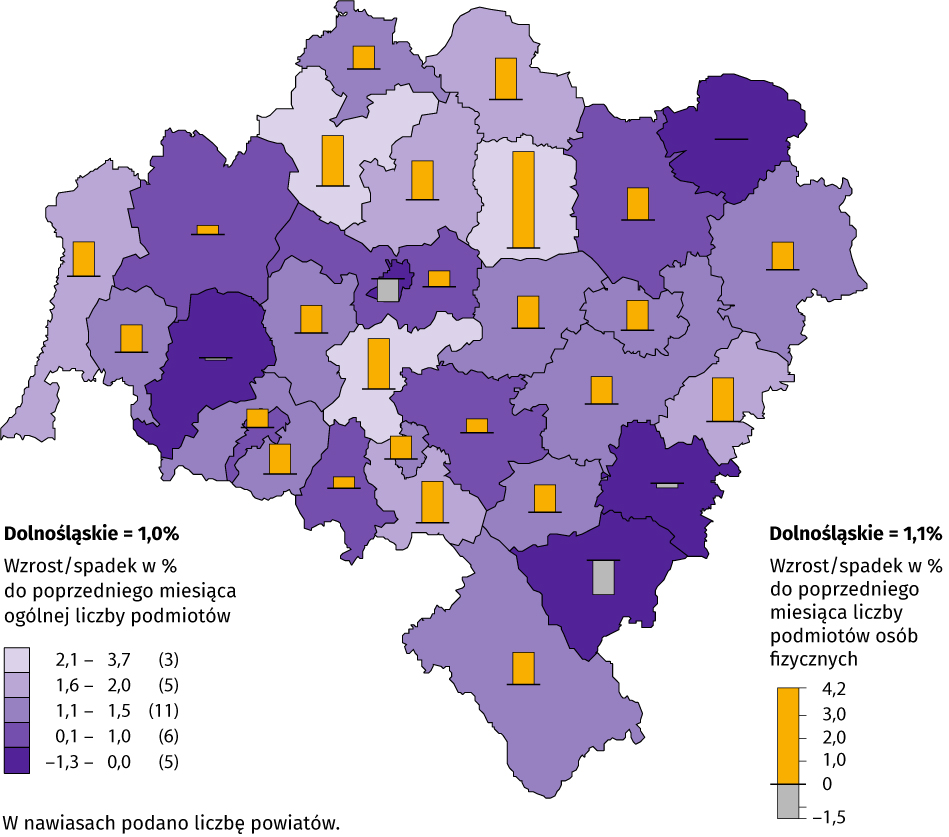 Dolnośląskie = 1,0%
Wzrost/spadek w %
do poprzedniego miesiąca
ogólnej liczby podmiotów
2,1 – 3,7 (3)
1,6 – 2,0 (5)
1,1 – 1,5 (11)
0,1 – 1,0 (6)
–1,3 – 0,0 (5)
W nawiasach podano liczbę powiatów.
Dolnośląskie = 1,1%
Wzrost/spadek w %
do poprzedniego
miesiąca liczby
podmiotów osób
fizycznych
4,2
3,0
2,0
1,0
0
–1,5